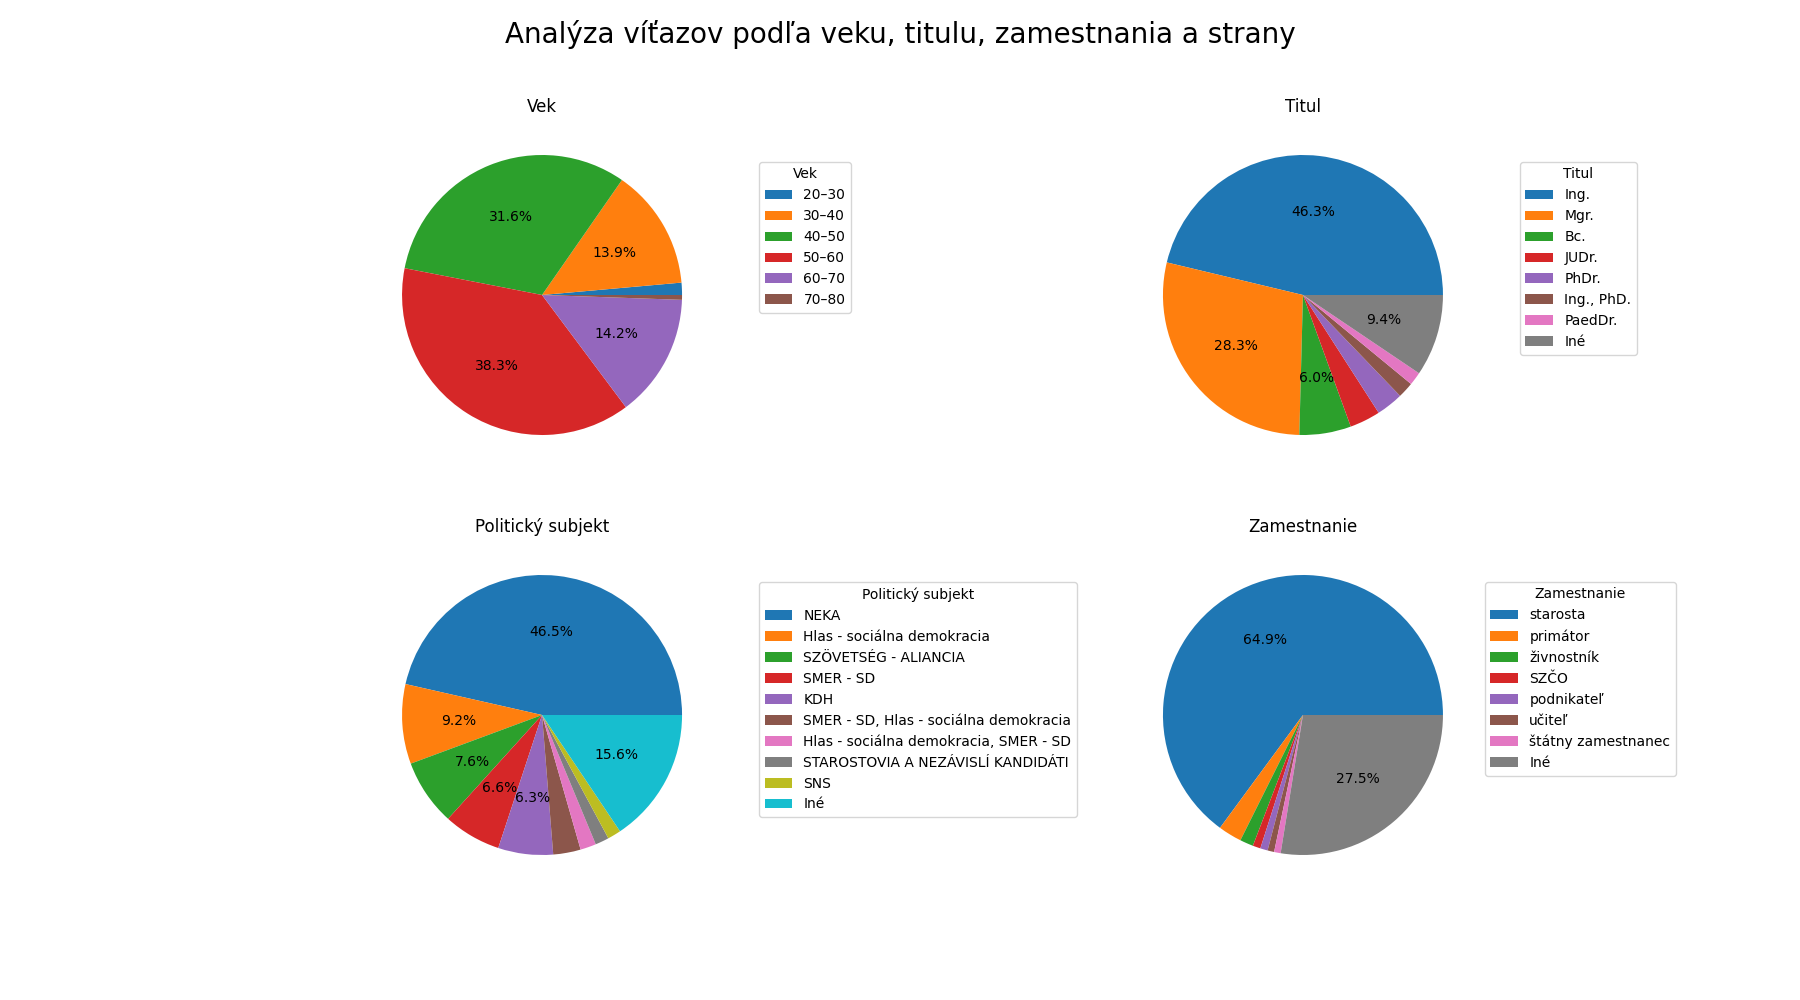 Analýza víťazov podľa veku, titulu, zamestnania a strany
Vek
31.6%
13.9%
14.2%
38.3%
Vek
20–30
30–40
40–50
50–60
60–70
70–80
Titul
46.3%
28.3%
6.0%
9.4%
Titul
Ing.
Mgr.
Bc.
JUDr.
PhDr.
Ing., PhD.
PaedDr.
Iné
Politický subjekt
46.5%
9.2%
7.6%
6.6%
6.3%
15.6%
Politický subjekt
NEKA
Hlas - sociálna demokracia
SZÖVETSÉG - ALIANCIA
SMER - SD
KDH
SMER - SD, Hlas - sociálna demokracia
Hlas - sociálna demokracia, SMER - SD
STAROSTOVIA A NEZÁVISLÍ KANDIDÁTI
SNS
Iné
Zamestnanie
64.9%
27.5%
Zamestnanie
starosta
primátor
živnostník
SZČO
podnikateľ
učiteľ
štátny zamestnanec
Iné